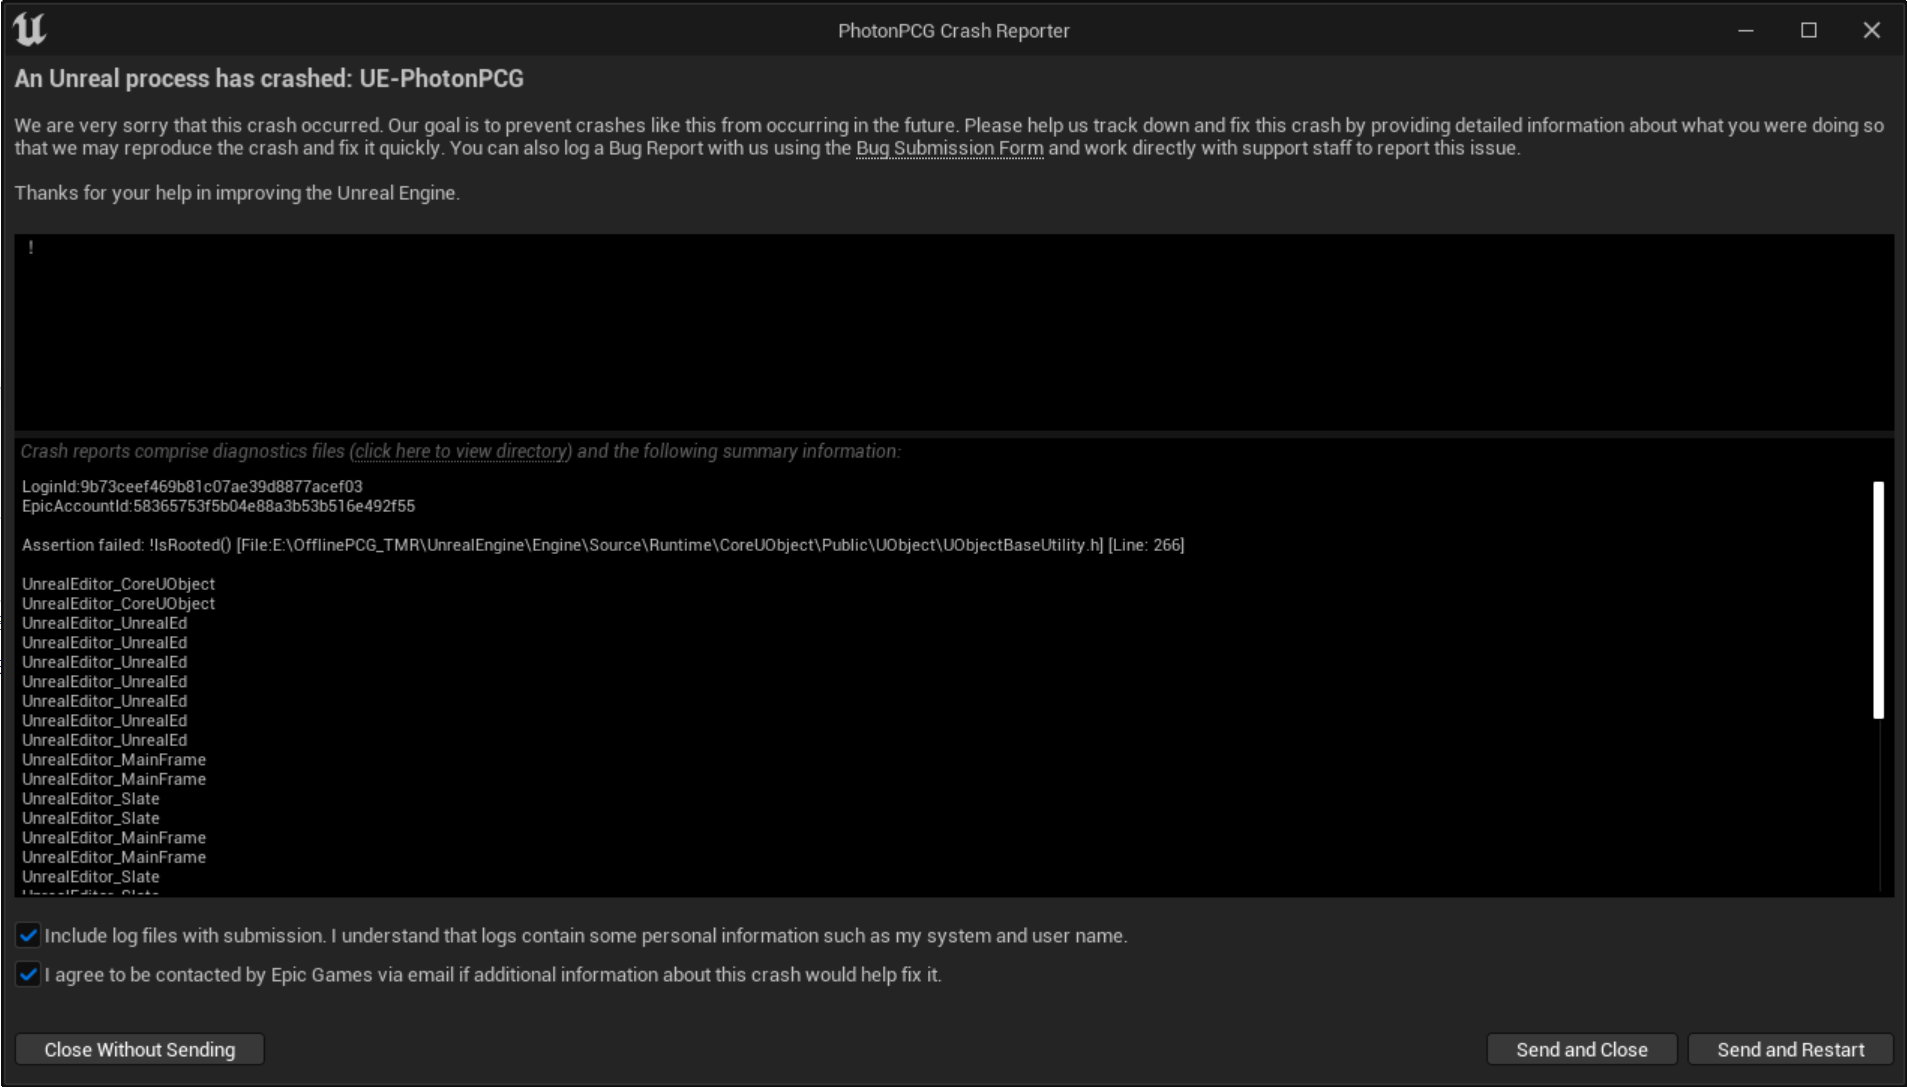 PhotonPCG Crash Reporter
An Unreal process has crashed: UE-PhotonPCG
We are very sorry that this crash occurred. Our goal is to prevent crashes like this from occurring in the future. Please help us track down and fix this crash by providing detailed information about what you were doing so
that we may reproduce the crash and fix it quickly. You can also log a Bug Report with us using the Bug Submission Form and work directly with support staff to report this issue.
Thanks for your help in improving the Unreal Engine.
!
Crash reports comprise diagnostics files (click here to view directory) and the following summary information:
LoginId:9b73ceef469b81c07ae39d8877acef03
EpicAccountId:58365753f5b04e88a3b53b516e492f55
Assertion failed: !IsRooted() [File:E:\OfflinePCG_TMR\UnrealEngine\Engine\Source\Runtime\CoreUObject\Public\UObject\UObjectBaseUtility.h] [Line: 266]
UnrealEditor_CoreUObject
UnrealEditor_CoreUObject
UnrealEditor_UnrealEd
UnrealEditor_UnrealEd
UnrealEditor_UnrealEd
UnrealEditor_UnrealEd
UnrealEditor_UnrealEd
UnrealEditor_UnrealEd
UnrealEditor_UnrealEd
UnrealEditor_MainFrame
UnrealEditor_MainFrame
UnrealEditor_Slate
UnrealEditor_Slate
UnrealEditor_MainFrame
UnrealEditor_MainFrame
UnrealEditor_Slate
UnrealEditor_Slate
Include log files with submission. I understand that logs contain some personal information such as my system and user name.
I agree to be contacted by Epic Games via email if additional information about this crash would help fix it.
Close Without Sending
Send and Close
Send and Restart